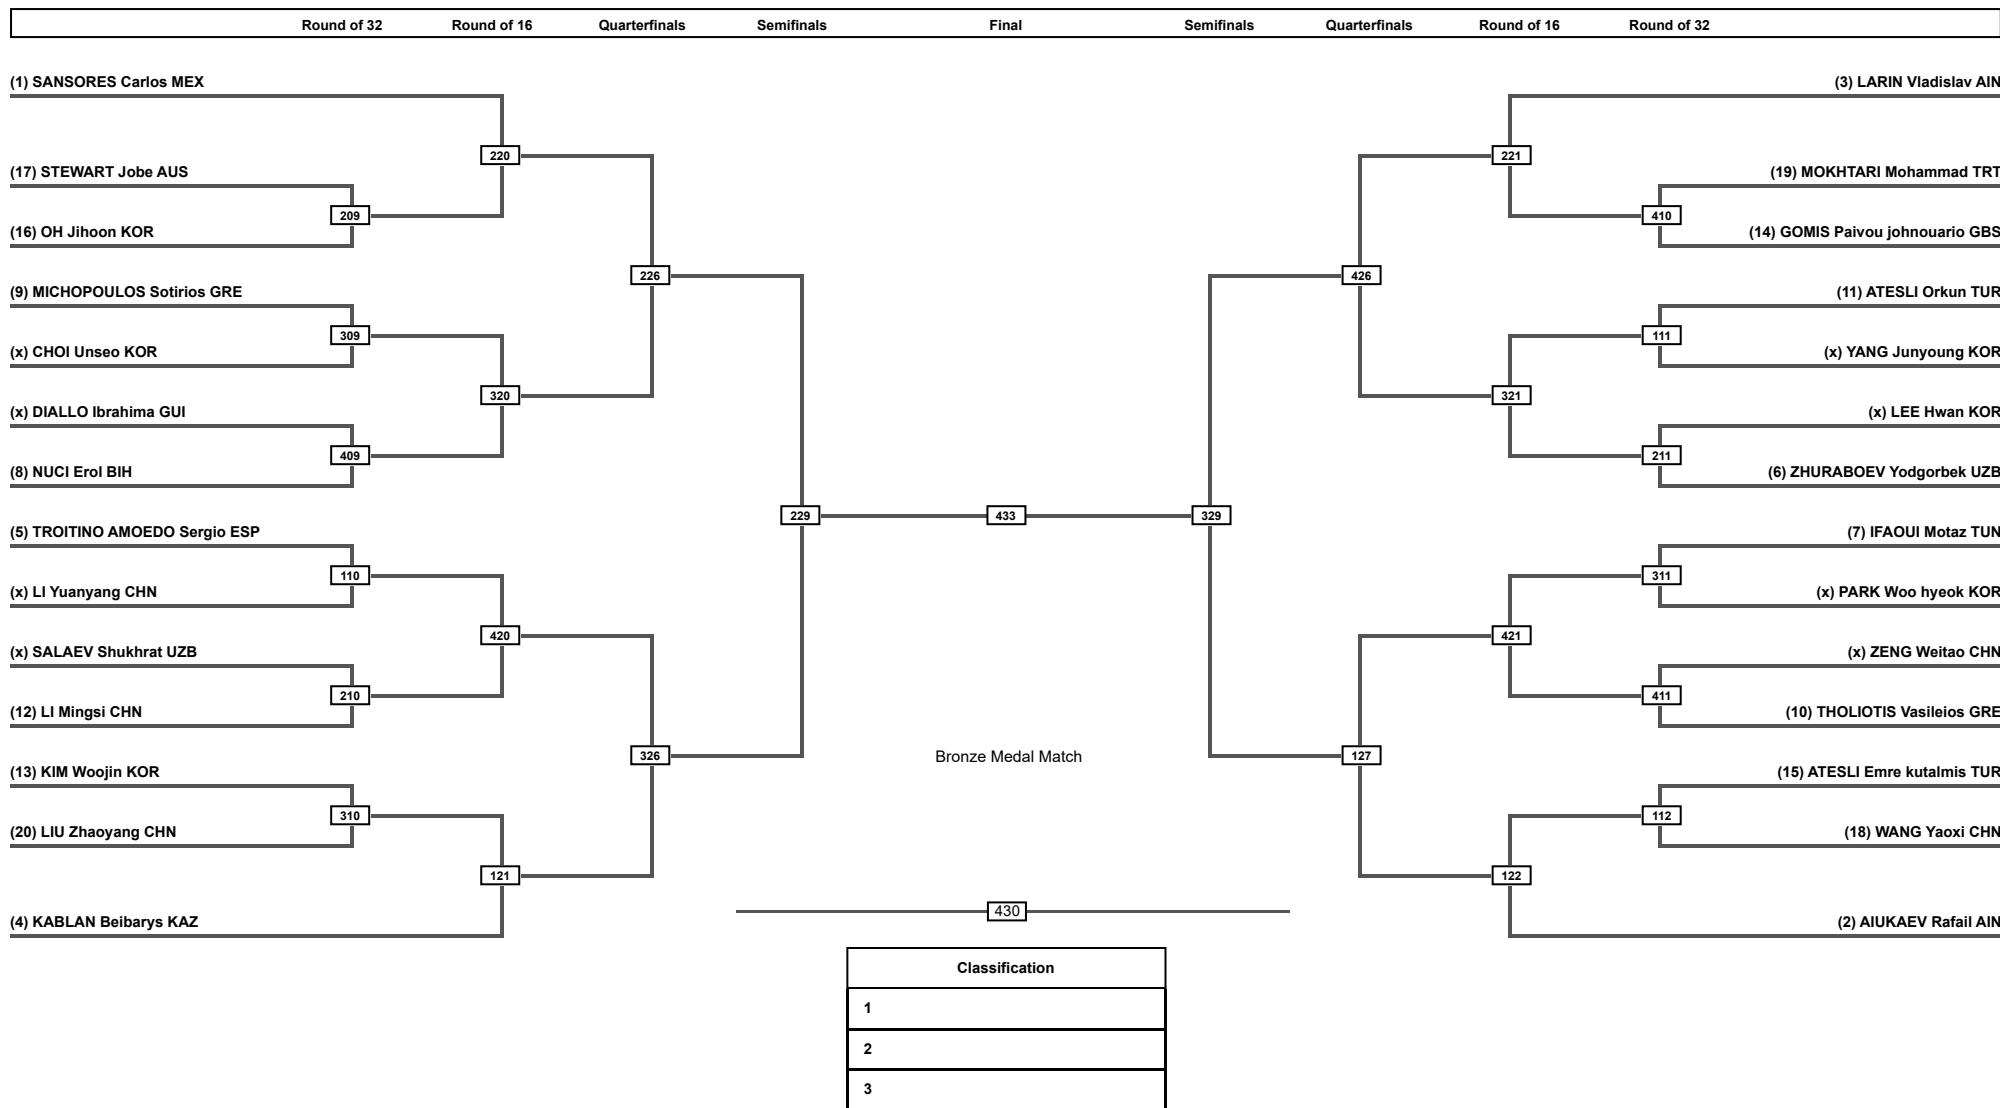 Round of 32 Round of 16 Quarterfinals Semifinals Final Semifinals Quarterfinals Round of 16 Round of 32
(1) SANSORES Carlos MEX
(17) STEWART Jobe AUS
(16) OH Jihoon KOR
(9) MICHOPOULOS Sotirios GRE
(x) CHOI Unseo KOR
(x) DIALLO Ibrahima GUI
(8) NUCI Erol BIH
(5) TROITINO AMOEDO Sergio ESP
(x) LI Yuanyang CHN
(x) SALAEV Shukhrat UZB
(12) LI Mingsi CHN
(13) KIM Woojin KOR
(20) LIU Zhaoyang CHN
(4) KABLAN Beibarys KAZ
209
309
409
110
210
310
220
320
420
121
226
326
229
433
329
426
127
221
321
421
122
410
111
211
311
411
112
(3) LARIN Vladislav AIN
(19) MOKHTARI Mohammad TRT
(14) GOMIS Paivou johnouario GBS
(11) ATESLI Orkun TUR
(x) YANG Junyoung KOR
(x) LEE Hwan KOR
(6) ZHURABOEV Yodgorbek UZB
(7) IFAOUI Motaz TUN
(x) PARK Woo hyeok KOR
(x) ZENG Weitao CHN
(10) THOLIOTIS Vasileios GRE
(15) ATESLI Emre kutalmis TUR
(18) WANG Yaoxi CHN
(2) AIUKAEV Rafail AIN
Bronze Medal Match
430
Classification
1
2
3